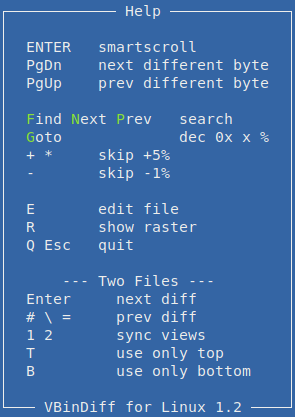 Help
ENTER   smartscroll
PgDn    next different byte
PgUp    prev different byte
Find Next Prev   search
Goto             dec 0x x %
+ *     skip +5%
-       skip -1%
E       edit file
R       show raster
Q Esc   quit
--- Two Files ---
Enter     next diff
# \ =     prev diff
1 2       sync views
T         use only top
B         use only bottom
VBinDiff for Linux 1.2